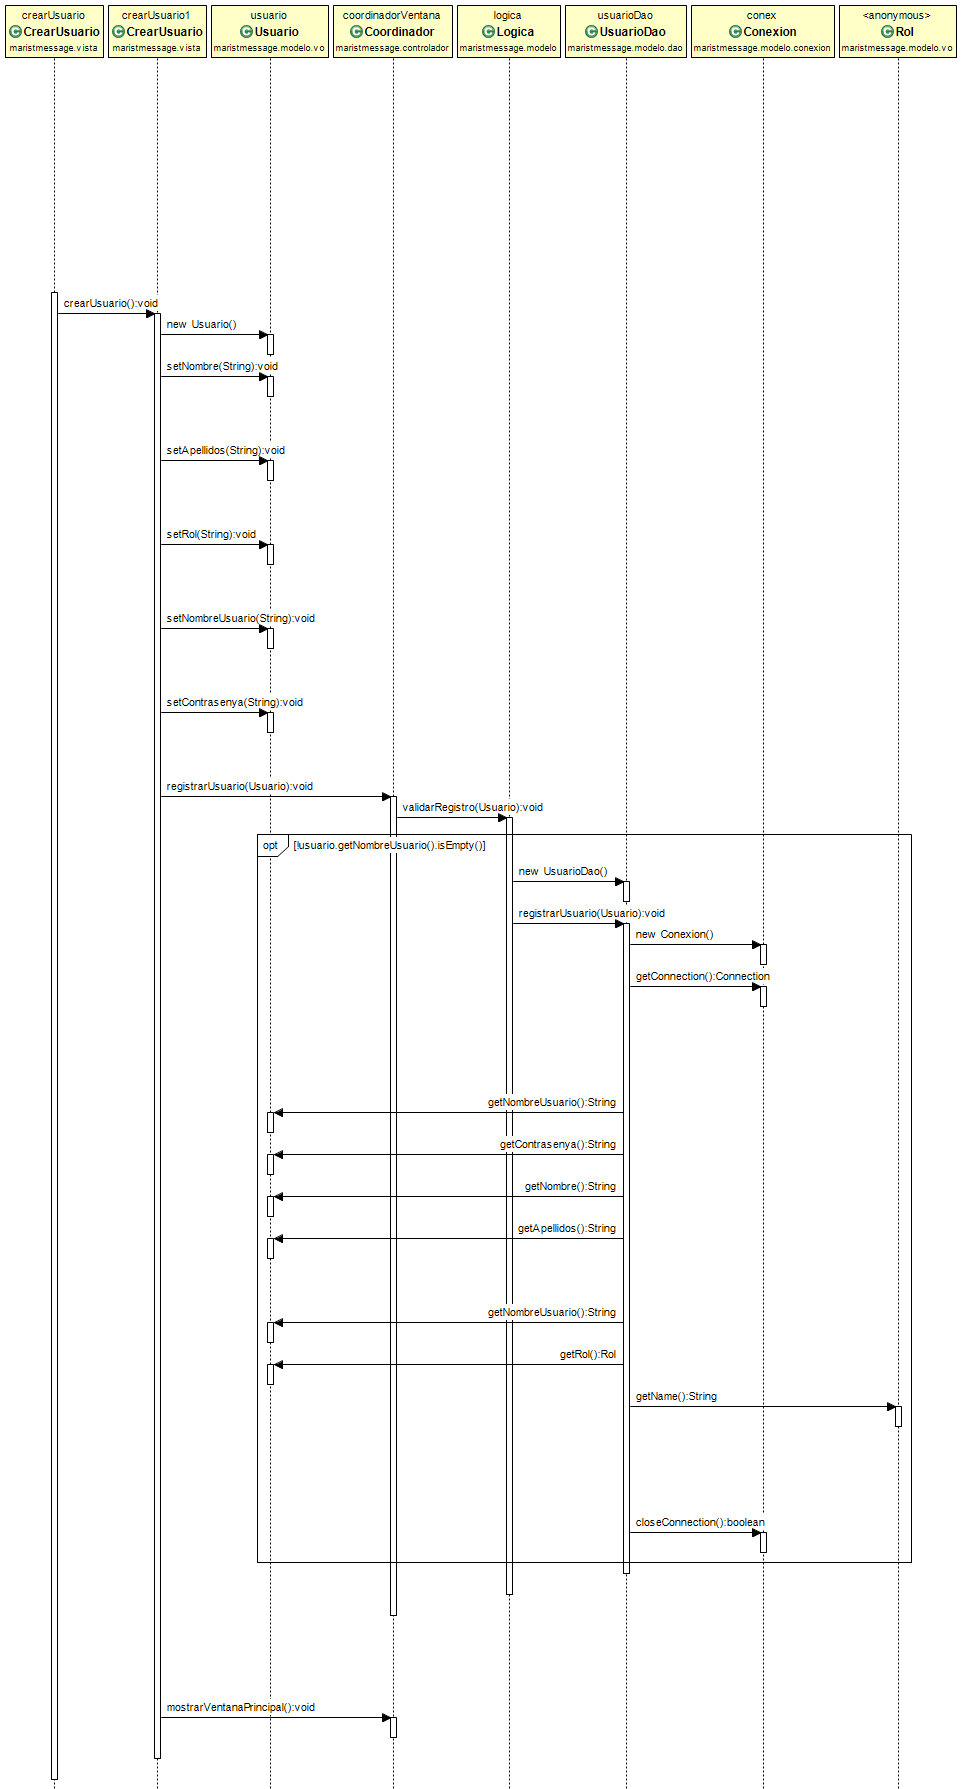 crearUsuario
CrearUsuario
maristmessage.vista
crearUsuario1
CrearUsuario
maristmessage.vista
usuario
Usuario
maristmessage.modelo.vo
coordinadorVentana
Coordinador
maristmessage.controlador
logica
Logica
maristmessage.modelo
usuarioDao
UsuarioDao
maristmessage.modelo.dao
conex
Conexion
maristmessage.modelo.conexion
<anonymous>
Rol
maristmessage.modelo.vo
crearUsuario():void
new Usuario()
setNombre(String):void
setApellidos(String):void
setRol(String):void
setNombreUsuario(String):void
setContrasenya(String):void
registrarUsuario(Usuario):void
validarRegistro(Usuario):void
opt [!usuario.getNombreUsuario().isEmpty()]
new UsuarioDao()
registrarUsuario(Usuario):void
new Conexion()
getConnection():Connection
getNombreUsuario():String
getContrasenya():String
getNombre():String
getApellidos():String
getNombreUsuario():String
getRol():Rol
getName():String
closeConnection():boolean
mostrarVentanaPrincipal():void